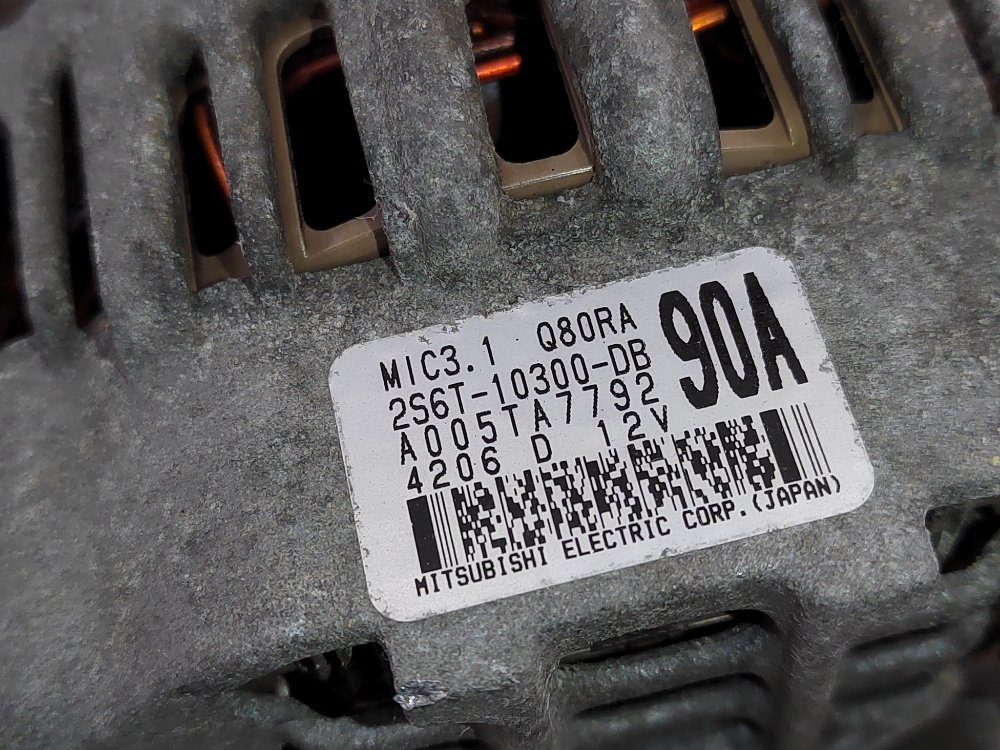 MIC3.1 Q80RA 90A
2S6T-10300-DB
A005TA7792
4206 D 12V
MITSUBISHI ELECTRIC CORP.(JAPAN)